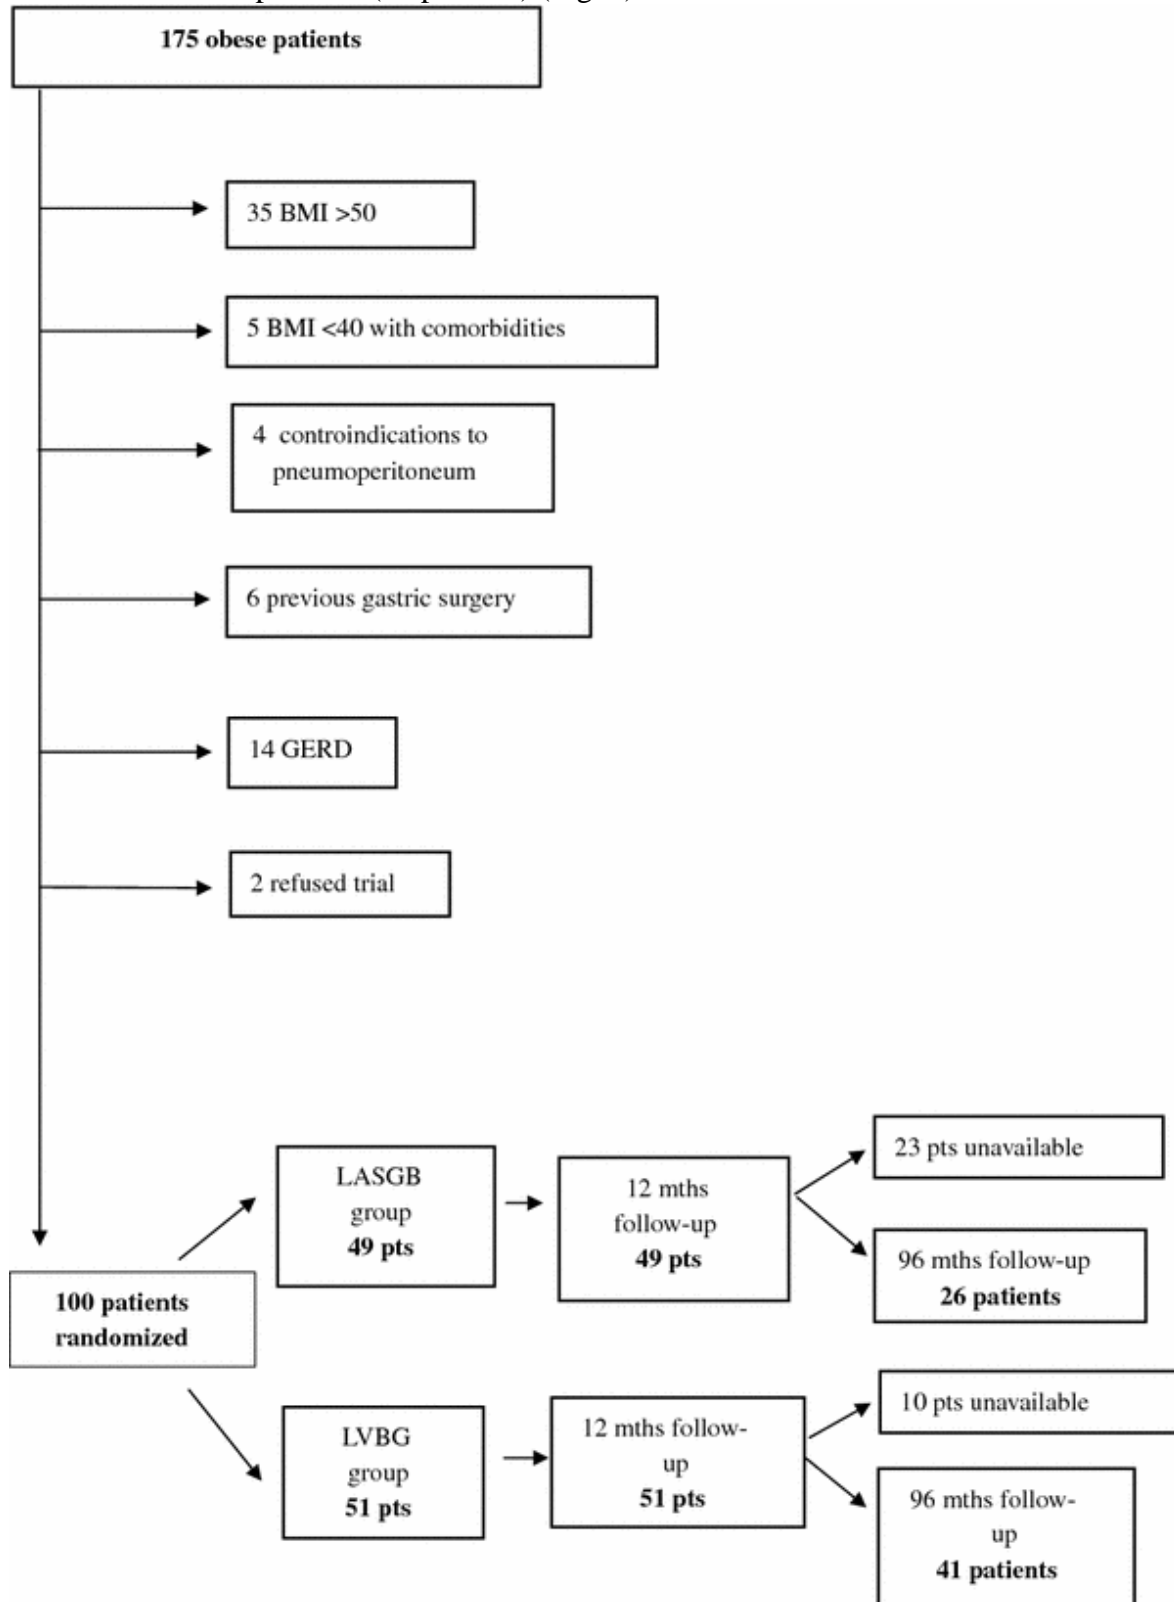 175 obese patients
35 BMI >50
5 BMI <40 with comorbidities
4 controindications to
pneumoperitoneum
6 previous gastric surgery
14 GERD
2 refused trial
100 patients
randomized
LASGB
group
49 pts
12 mths
follow-up
49 pts
23 pts unavailable
96 mths follow-up
26 patients
LVBG
group
51 pts
12 mths follow-
up
51 pts
10 pts unavailable
96 mths follow-
up
41 patients